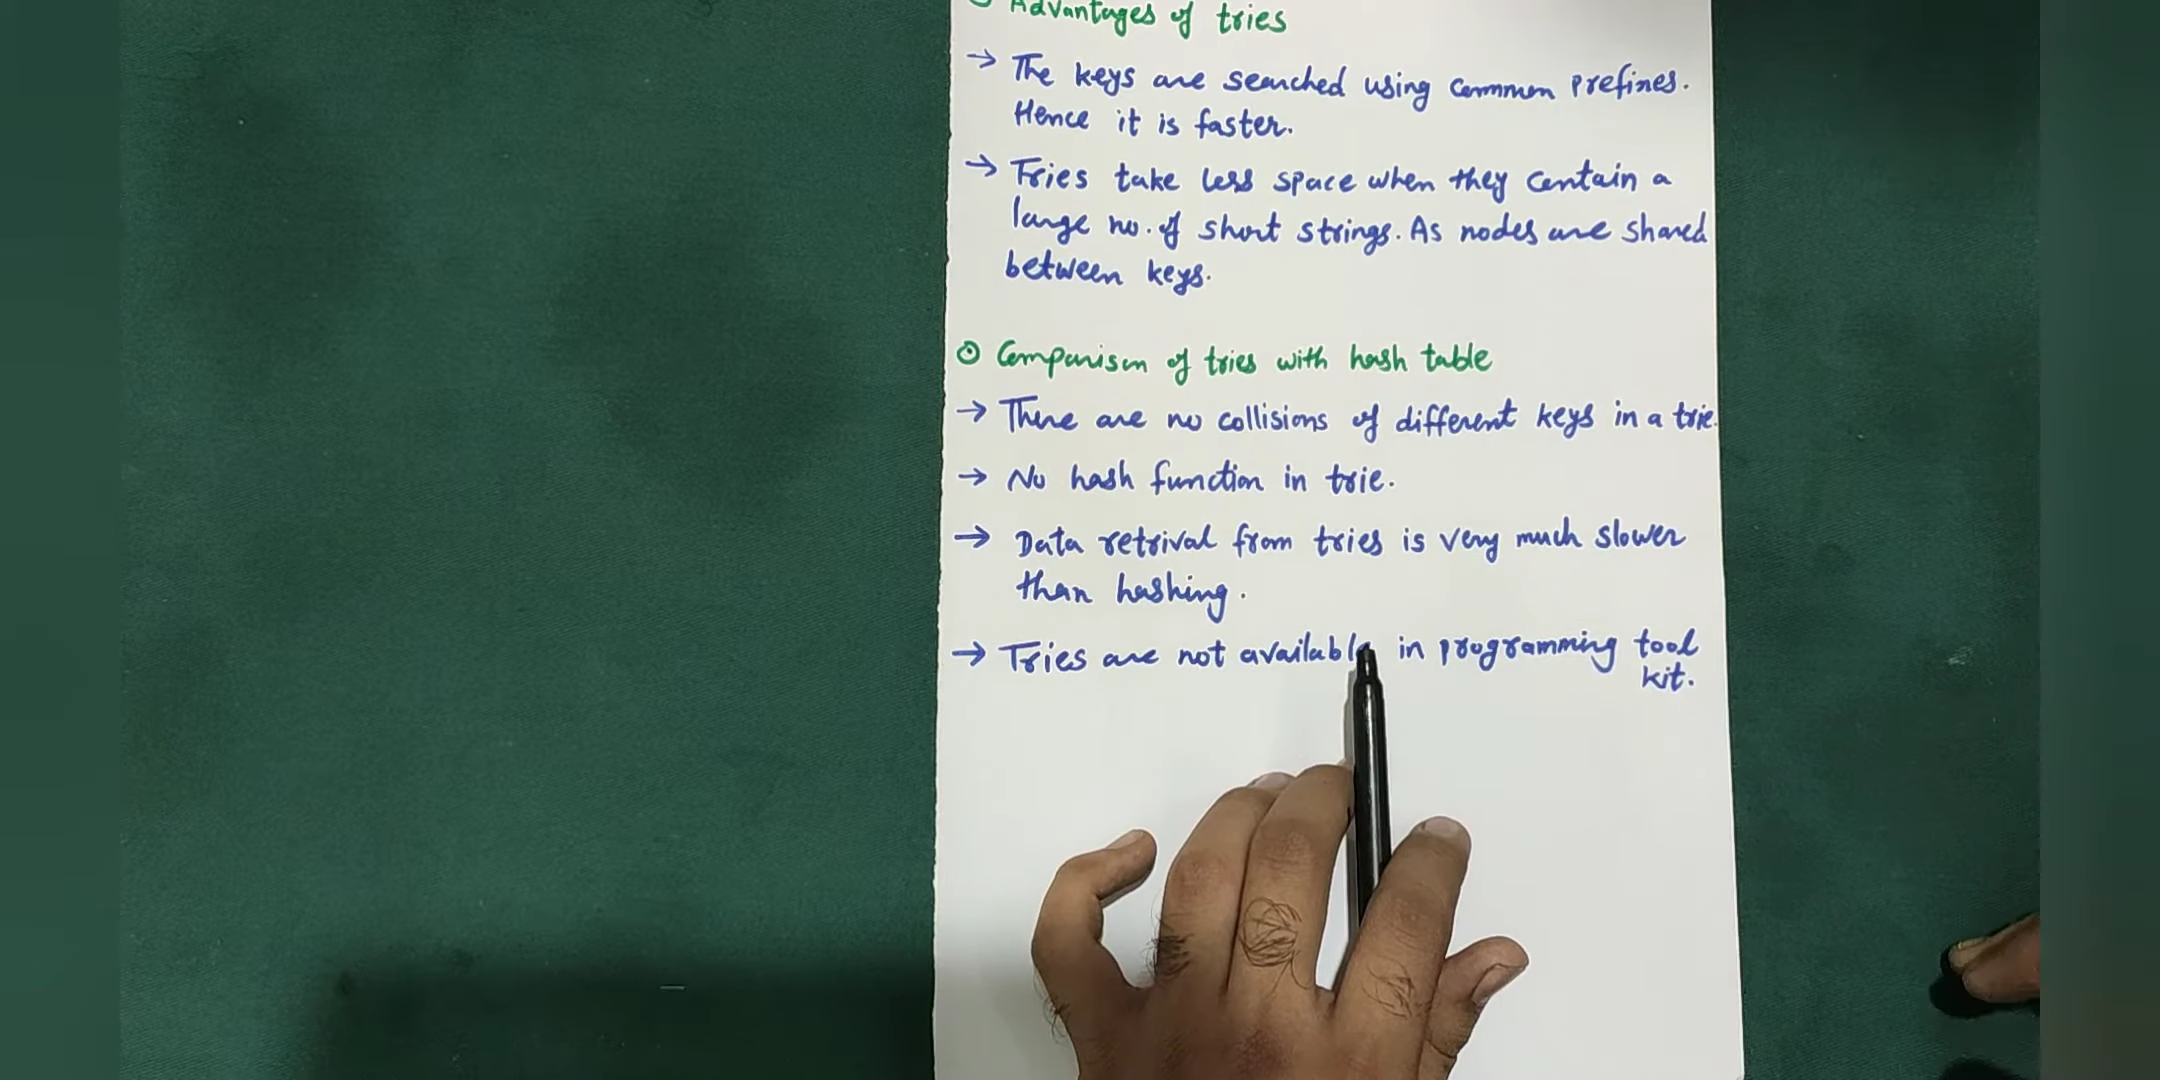 Advantages of tries
→ The keys are searched using common prefines.
Hence it is faster.
→ Tries take less space when they contain a
large no. of short strings. As nodes are shared
between keys.
⊙ Comparison of tries with hash table
→ There are no collisions of different keys in a trie.
→ No hash function in trie.
→ Data retrival from tries is very much slower
than hashing.
→ Tries are not available in programming tool
kit.